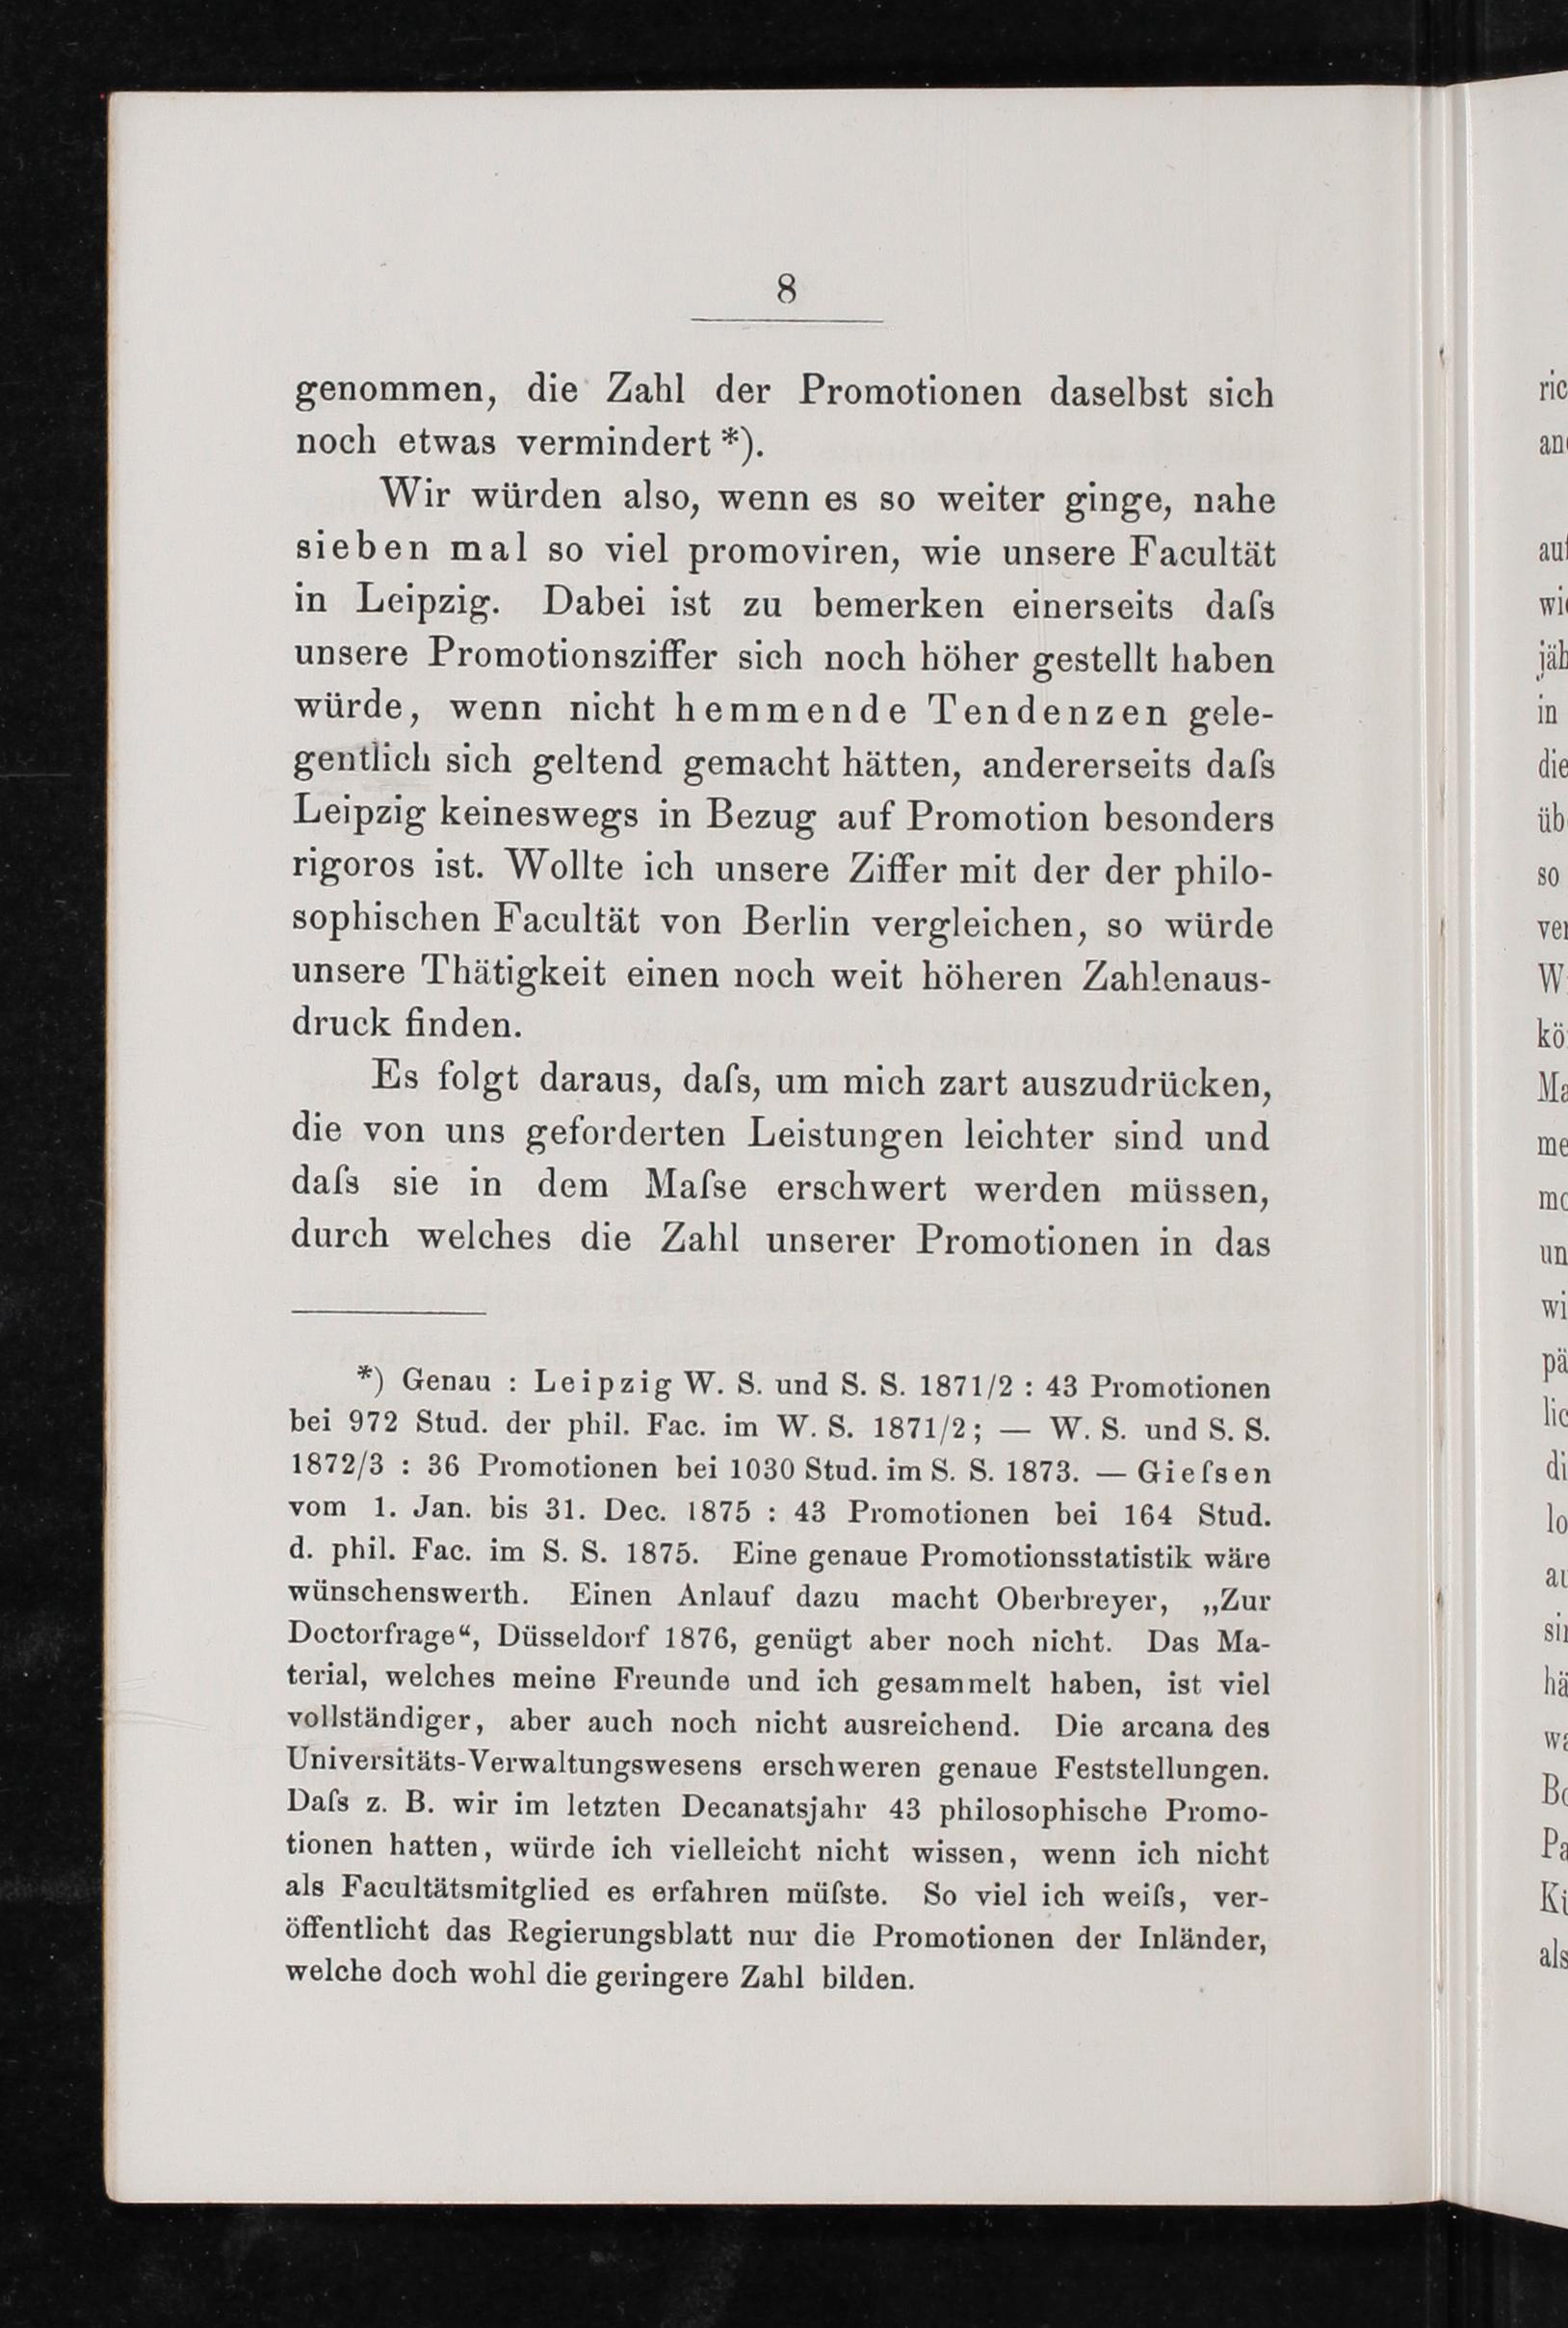 8
genommen, die Zahl der Promotionen daselbst sich
noch etwas vermindert *).
Wir würden also, wenn es so weiter ginge, nahe
sieben mal so viel promoviren, wie unsere Facultät
in Leipzig. Dabei ist zu bemerken einerseits daſs
unsere Promotionsziffer sich noch höher gestellt haben
würde, wenn nicht hemmende Tendenzen gele-
gentlich sich geltend gemacht hätten, andererseits daſs
Leipzig keineswegs in Bezug auf Promotion besonders
rigoros ist. Wollte ich unsere Ziffer mit der der philo-
sophischen Facultät von Berlin vergleichen, so würde
unsere Thätigkeit einen noch weit höheren Zahlenaus-
druck finden.
Es folgt daraus, daſs, um mich zart auszudrücken,
die von uns geforderten Leistungen leichter sind und
daſs sie in dem Maſse erschwert werden müssen,
durch welches die Zahl unserer Promotionen in das
*) Genau : Leipzig W. S. und S. S. 1871/2 : 43 Promotionen
bei 972 Stud. der phil. Fac. im W. S. 1871/2; — W. S. und S. S.
1872/3 : 36 Promotionen bei 1030 Stud. im S. S. 1873. — Gieſsen
vom 1. Jan. bis 31. Dec. 1875 : 43 Promotionen bei 164 Stud.
d. phil. Fac. im S. S. 1875. Eine genaue Promotionsstatistik wäre
wünschenswerth. Einen Anlauf dazu macht Oberbreyer, „Zur
Doctorfrage“, Düsseldorf 1876, genügt aber noch nicht. Das Ma-
terial, welches meine Freunde und ich gesammelt haben, ist viel
vollständiger, aber auch noch nicht ausreichend. Die arcana des
Universitäts-Verwaltungswesens erschweren genaue Feststellungen.
Daſs z. B. wir im letzten Decanatsjahr 43 philosophische Promo-
tionen hatten, würde ich vielleicht nicht wissen, wenn ich nicht
als Facultätsmitglied es erfahren müſste. So viel ich weiſs, ver-
öffentlicht das Regierungsblatt nur die Promotionen der Inländer,
welche doch wohl die geringere Zahl bilden.